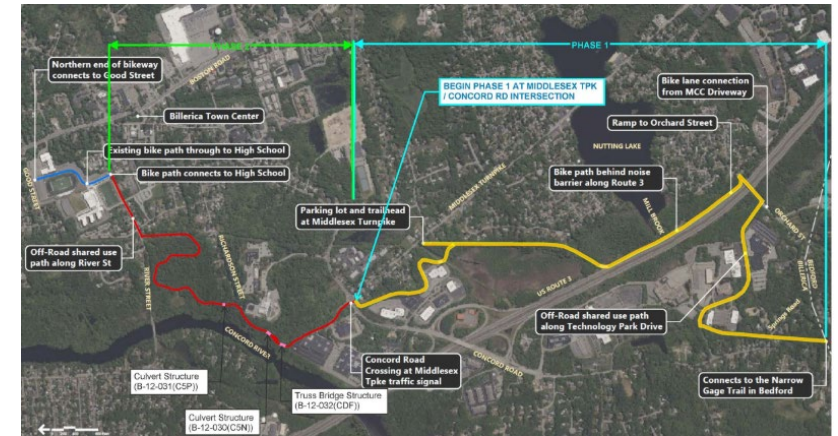 PHASE 1
BOSTON ROAD
Northern end of bikeway
connects to Good Street
BEGIN PHASE 1 AT MIDDLESEX TPK
/ CONCORD RD INTERSECTION
Bike lane connection
from MCC Driveway
Billerica Town Center
Ramp to Orchard Street
Existing bike path through to High School
NUTTING LAKE
Bike path connects to High School
Bike path behind noise
barrier along Route 3
GOOD STREET
MIDDLESEX TURNPIKE
MILL BROOK
Parking lot and trailhead
at Middlesex Turnpike
ORCHARD ST
Off-Road shared use
path along River St
RICHARDSON STREET
RIVER STREET
BEDFORD
BILLERICA
US ROUTE 3
Off-Road shared use path
along Technology Park Drive
Springs Road
CONCORD RIVER
CONCORD ROAD
Concord Road
Crossing at Middlesex
Tpke traffic signal
Culvert Structure
(B-12-031(C5P))
Connects to the Narrow
Gage Trail in Bedford
Truss Bridge Structure
(B-12-032(CDF))
Culvert Structure
(B-12-030(C5N))